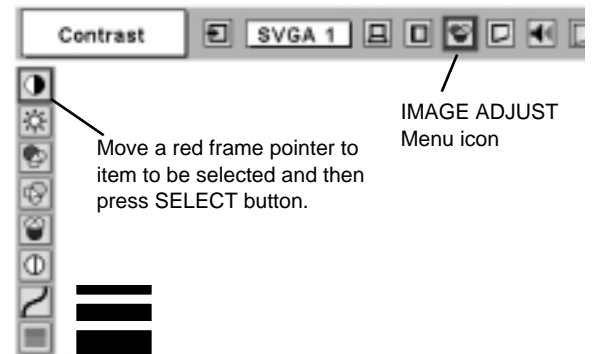 Contrast
SVGA 1
IMAGE ADJUST
Menu icon
Move a red frame pointer to
item to be selected and then
press SELECT button.